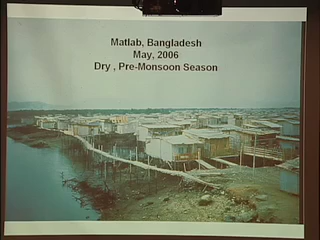 Matlab, Bangladesh
May, 2006
Dry , Pre-Monsoon Season